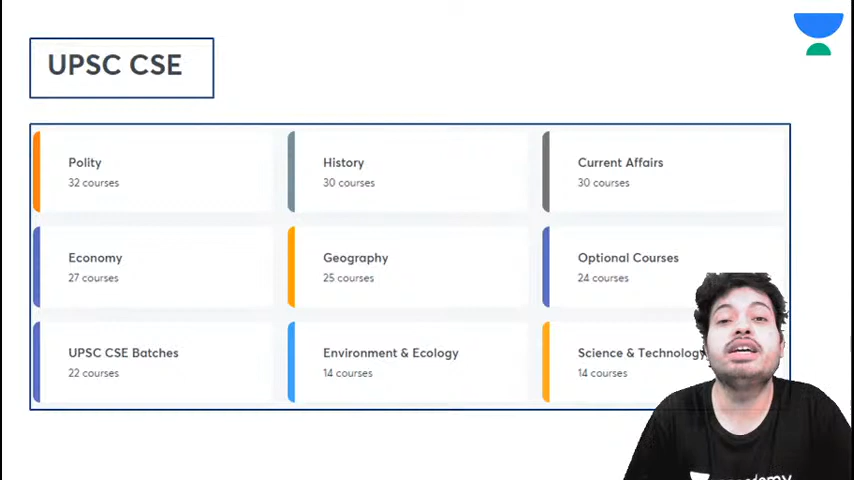 UPSC CSE
Polity
32 courses
History
30 courses
Current Affairs
30 courses
Economy
27 courses
Geography
25 courses
Optional Courses
24 courses
UPSC CSE Batches
22 courses
Environment & Ecology
14 courses
Science & Technology
14 courses